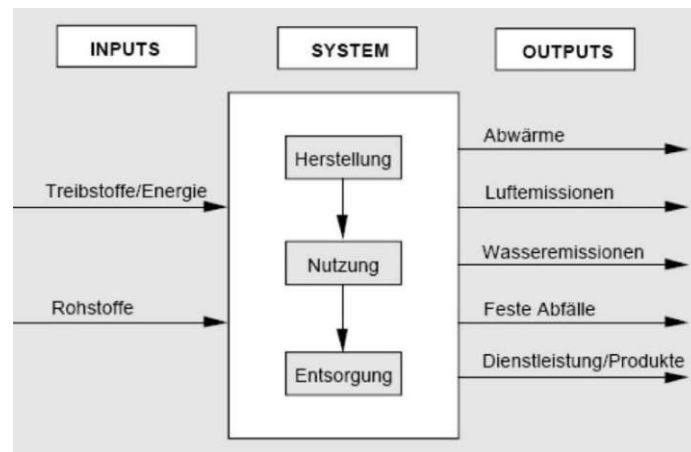 INPUTS
SYSTEM
OUTPUTS
Treibstoffe/Energie
Rohstoffe
Herstellung
Nutzung
Entsorgung
Abwärme
Luftemissionen
Wasseremissionen
Feste Abfälle
Dienstleistung/Produkte